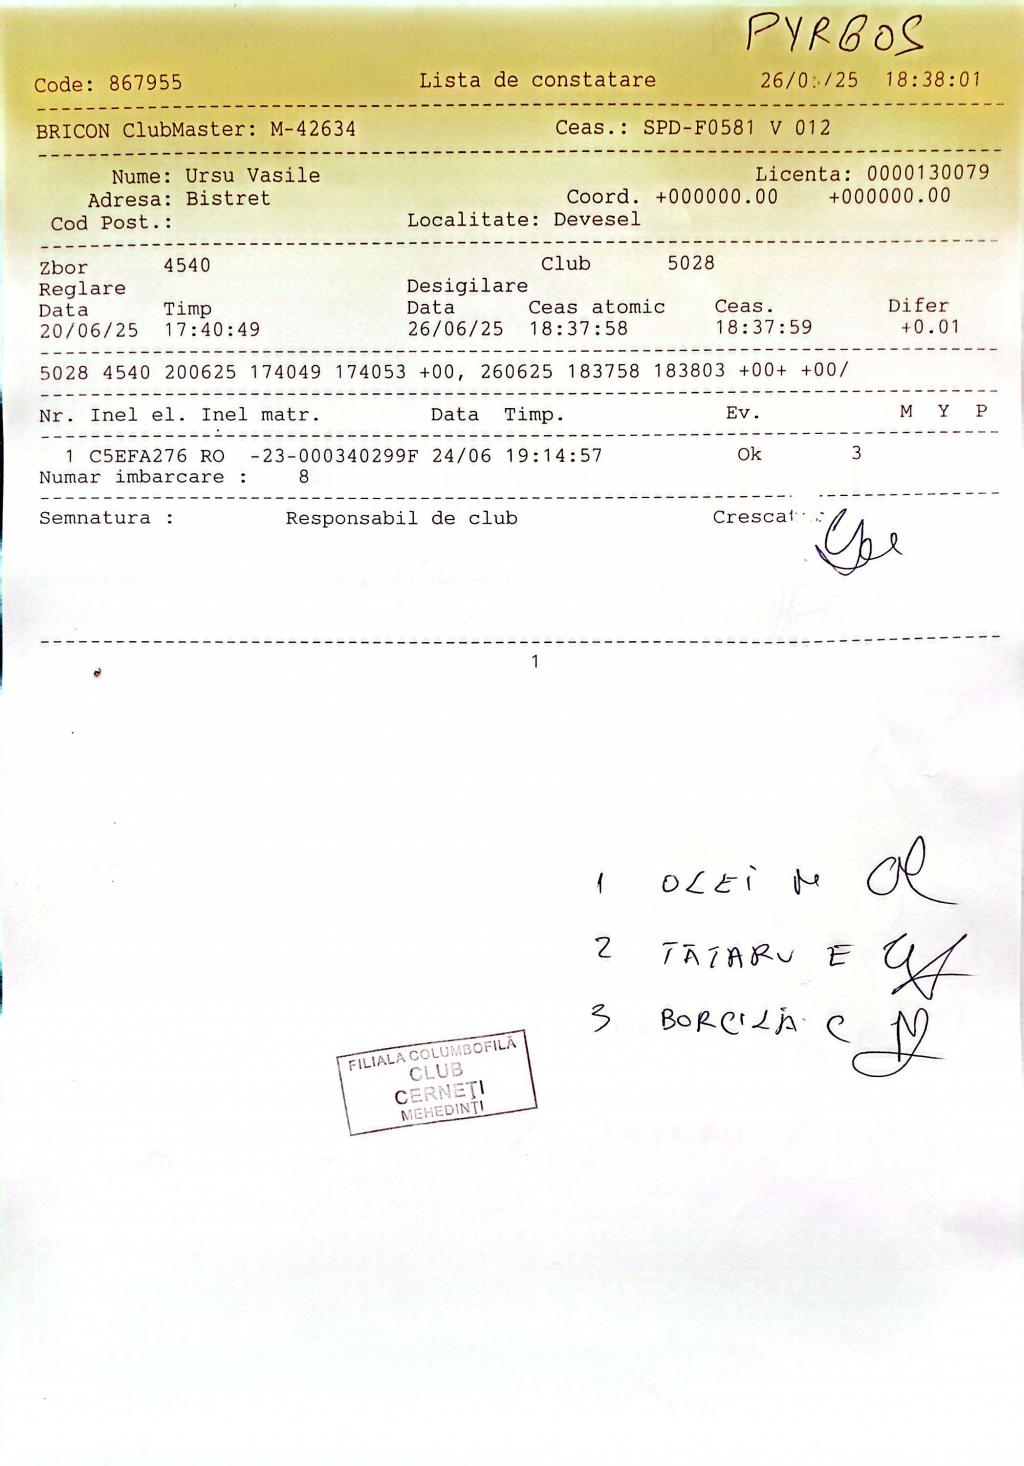 PYRGOS
Code: 867955 Lista de constatare 26/0 /25 18:38:01
BRICON ClubMaster: M-42634 Ceas.: SPD-F0581 V 012
Nume: Ursu Vasile Licenta: 0000130079
Adresa: Bistret Coord. +000000.00 +000000.00
Cod Post.: Localitate: Devesel
Zbor 4540 Club 5028
Reglare Desigilare
Data Timp Data Ceas atomic Ceas. Difer
20/06/25 17:40:49 26/06/25 18:37:58 18:37:59 +0.01
5028 4540 200625 174049 174053 +00, 260625 183758 183803 +00+ +00/
Nr. Inel el. Inel matr. Data Timp. Ev. M Y P
1 C5EFA276 RO -23-000340299F 24/06 19:14:57 Ok 3
Numar imbarcare : 8
Semnatura : Responsabil de club
1
1 OLEI M
2 TĂTARU E
3 BORCILĂ C
FILIALA COLUMBOFILĂ
CLUB
CERNEȚI
MEHEDINȚI